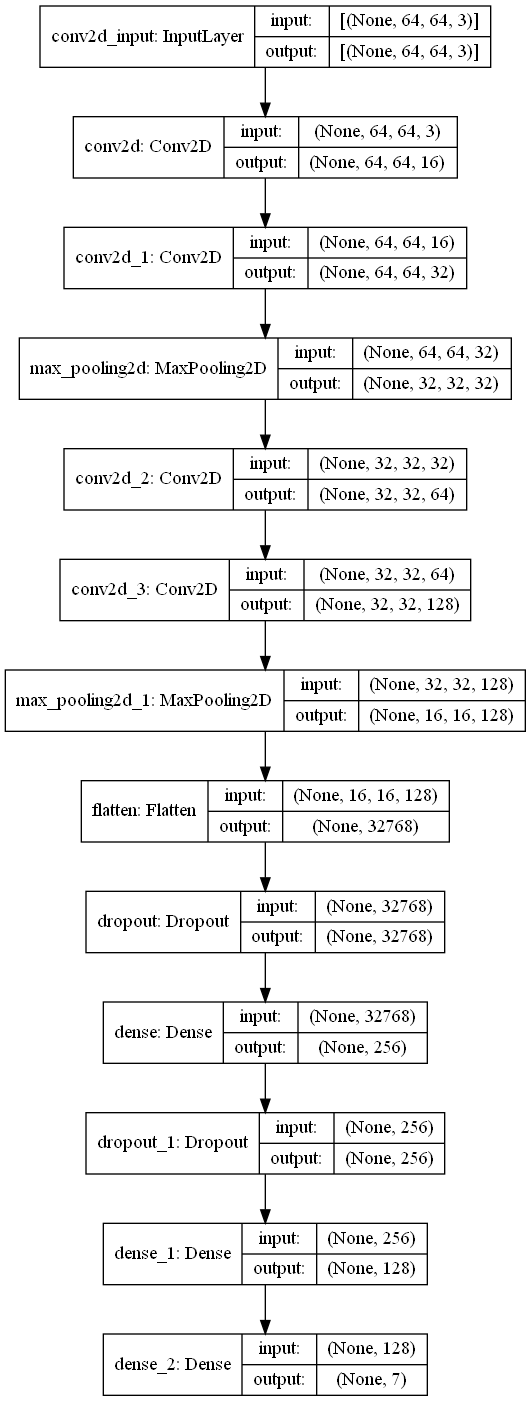 conv2d_input: InputLayer
input: [(None, 64, 64, 3)]
output: [(None, 64, 64, 3)]
conv2d: Conv2D
input: (None, 64, 64, 3)
output: (None, 64, 64, 16)
conv2d_1: Conv2D
input: (None, 64, 64, 16)
output: (None, 64, 64, 32)
max_pooling2d: MaxPooling2D
input: (None, 64, 64, 32)
output: (None, 32, 32, 32)
conv2d_2: Conv2D
input: (None, 32, 32, 32)
output: (None, 32, 32, 64)
conv2d_3: Conv2D
input: (None, 32, 32, 64)
output: (None, 32, 32, 128)
max_pooling2d_1: MaxPooling2D
input: (None, 32, 32, 128)
output: (None, 16, 16, 128)
flatten: Flatten
input: (None, 16, 16, 128)
output: (None, 32768)
dropout: Dropout
input: (None, 32768)
output: (None, 32768)
dense: Dense
input: (None, 32768)
output: (None, 256)
dropout_1: Dropout
input: (None, 256)
output: (None, 256)
dense_1: Dense
input: (None, 256)
output: (None, 128)
dense_2: Dense
input: (None, 128)
output: (None, 7)